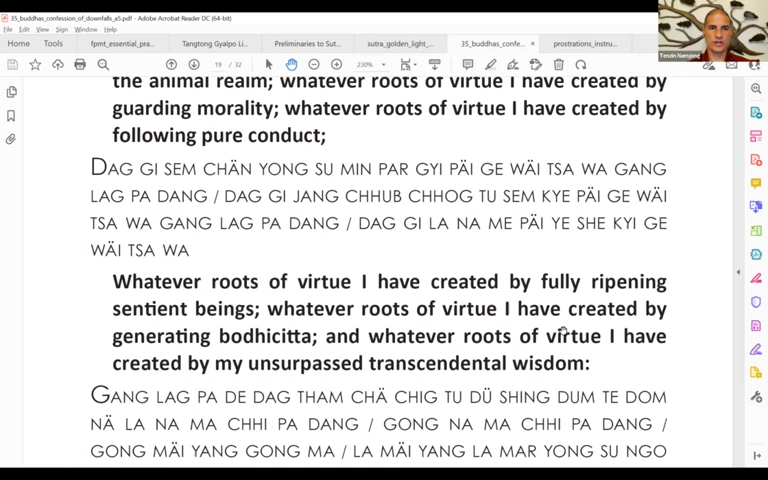 35_buddhas_confession_of_downfalls_a5.pdf - Adobe Acrobat Reader DC (64-bit)
File Edit View Sign Window Help
Home Tools fpmt_essential_pra... Tangtong Gyalpo Li... Preliminaries to Sut... sutra_golden_light_... 35_buddhas_confe... × prostrations_instru...
19 / 32 230%
Tenzin Namjong
the animal realm; whatever roots of virtue I have created by
guarding morality; whatever roots of virtue I have created by
following pure conduct;
DAG GI SEM CHÄN YONG SU MIN PAR GYI PÄI GE WÄI TSA WA GANG
LAG PA DANG / DAG GI JANG CHHUB CHHOG TU SEM KYE PÄI GE WÄI
TSA WA GANG LAG PA DANG / DAG GI LA NA ME PÄI YE SHE KYI GE
WÄI TSA WA
Whatever roots of virtue I have created by fully ripening
sentient beings; whatever roots of virtue I have created by
generating bodhicitta; and whatever roots of virtue I have
created by my unsurpassed transcendental wisdom:
GANG LAG PA DE DAG THAM CHÄ CHIG TU DÜ SHING DUM TE DOM
NÄ LA NA MA CHHI PA DANG / GONG NA MA CHHI PA DANG /
GONG MÄI YANG GONG MA / LA MÄI YANG LA MAR YONG SU NGO